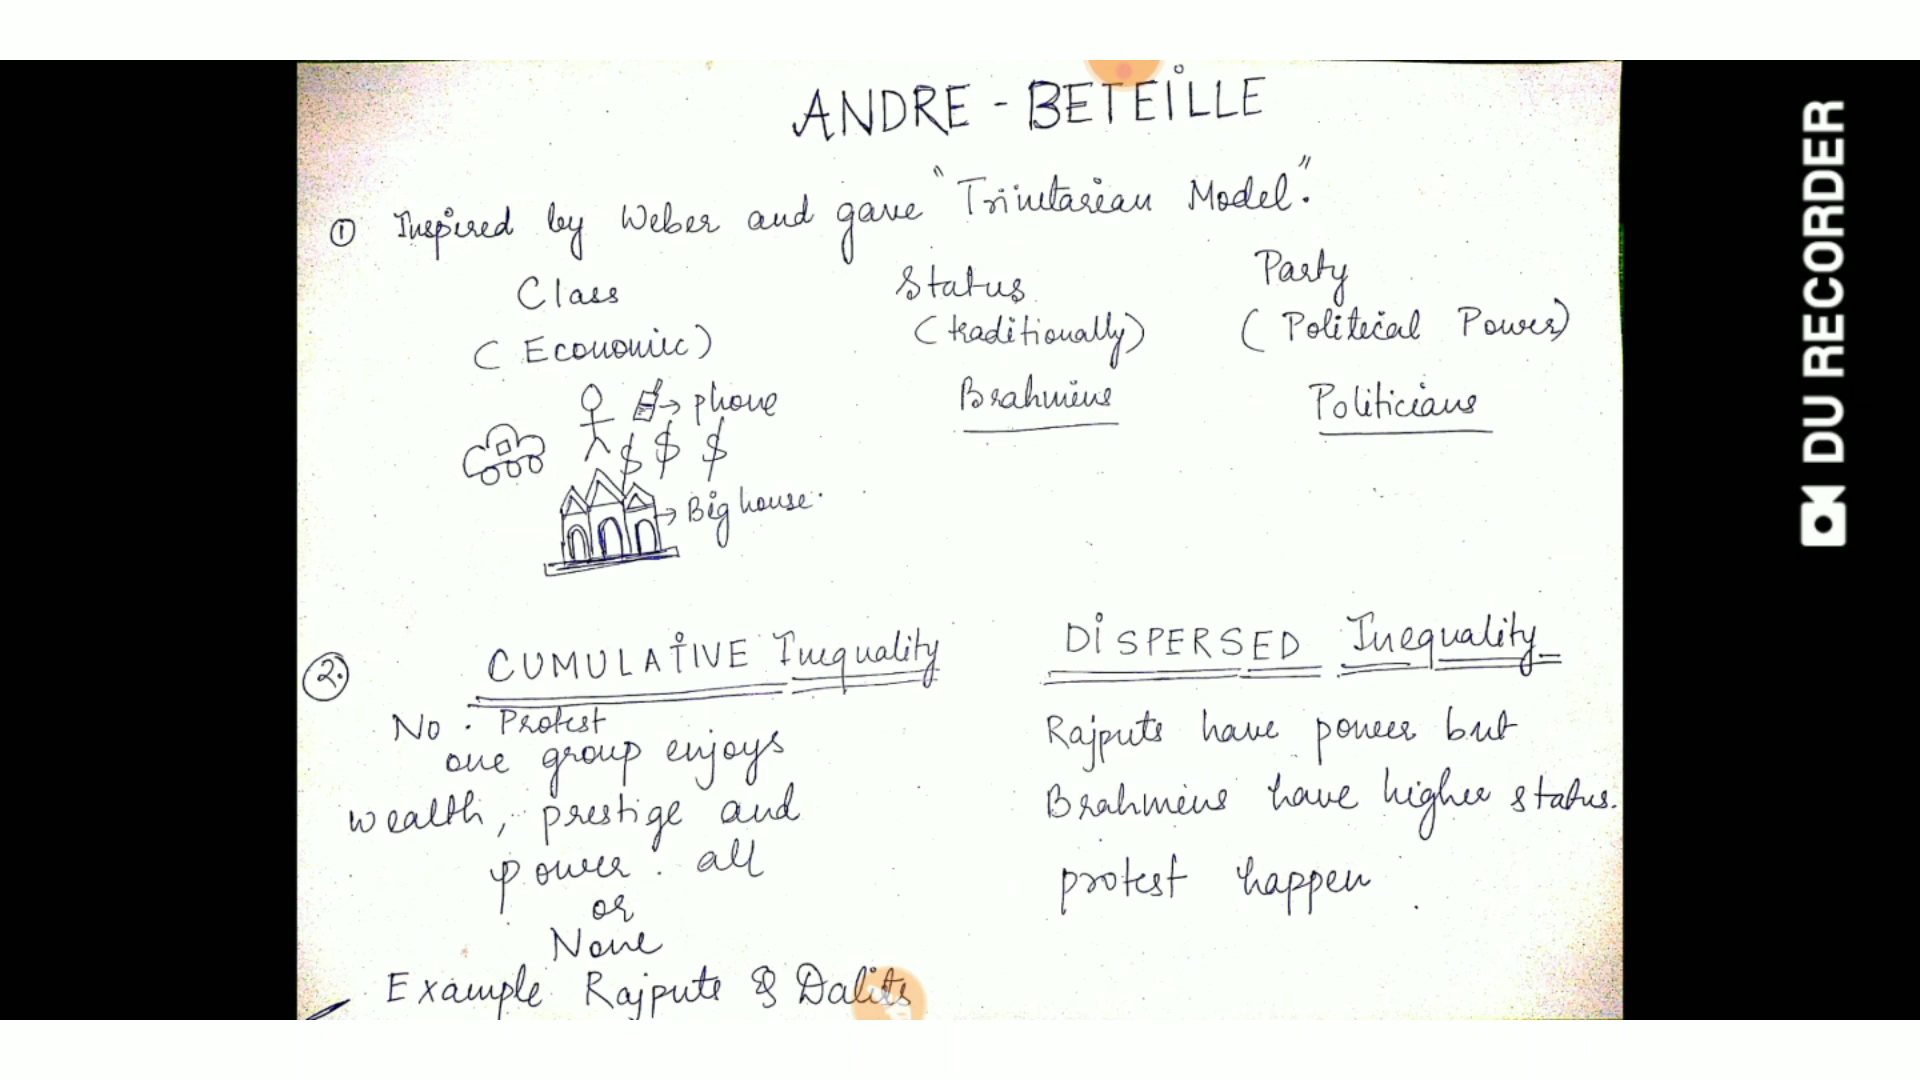 ANDRE - BETEILLE
① Inspired by Weber and gave "Trinitarian Model".
Class
Status
Party
(Economic)
(traditionally)
(Political Power)
→ phone
Brahmins
Politicians
$ $ $
→ Big house.
②. CUMULATIVE Inequality
DISPERSED Inequality
No. Protest
one group enjoys
wealth, prestige and
power. all
or
None
Example Rajputs & Dalits
Rajputs have power but
Brahmins have higher status.
protest happen.
DU RECORDER